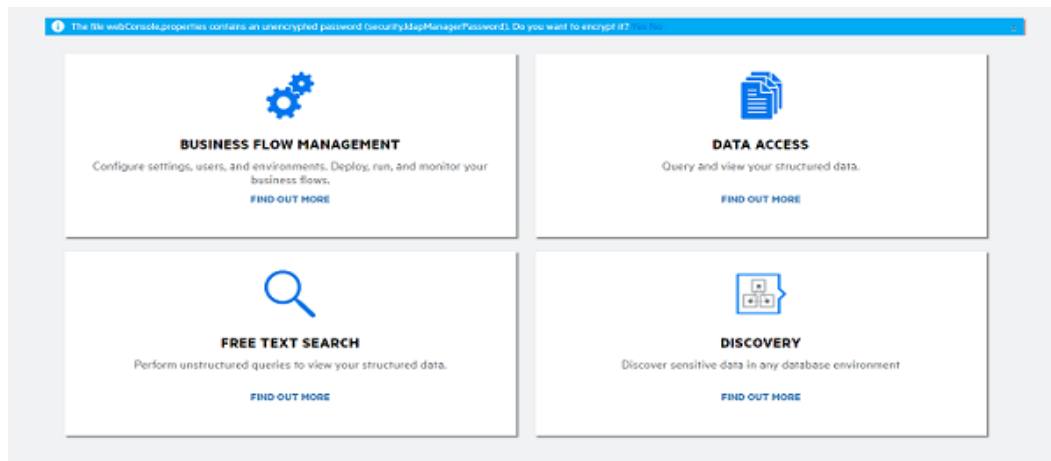 The file webConsole.properties contains an unencrypted password (security.ldapManagerPassword). Do you want to encrypt it? Yes No
BUSINESS FLOW MANAGEMENT
Configure settings, users, and environments. Deploy, run, and monitor your
business flows.
FIND OUT MORE
DATA ACCESS
Query and view your structured data.
FIND OUT MORE
FREE TEXT SEARCH
Perform unstructured queries to view your structured data.
FIND OUT MORE
DISCOVERY
Discover sensitive data in any database environment
FIND OUT MORE